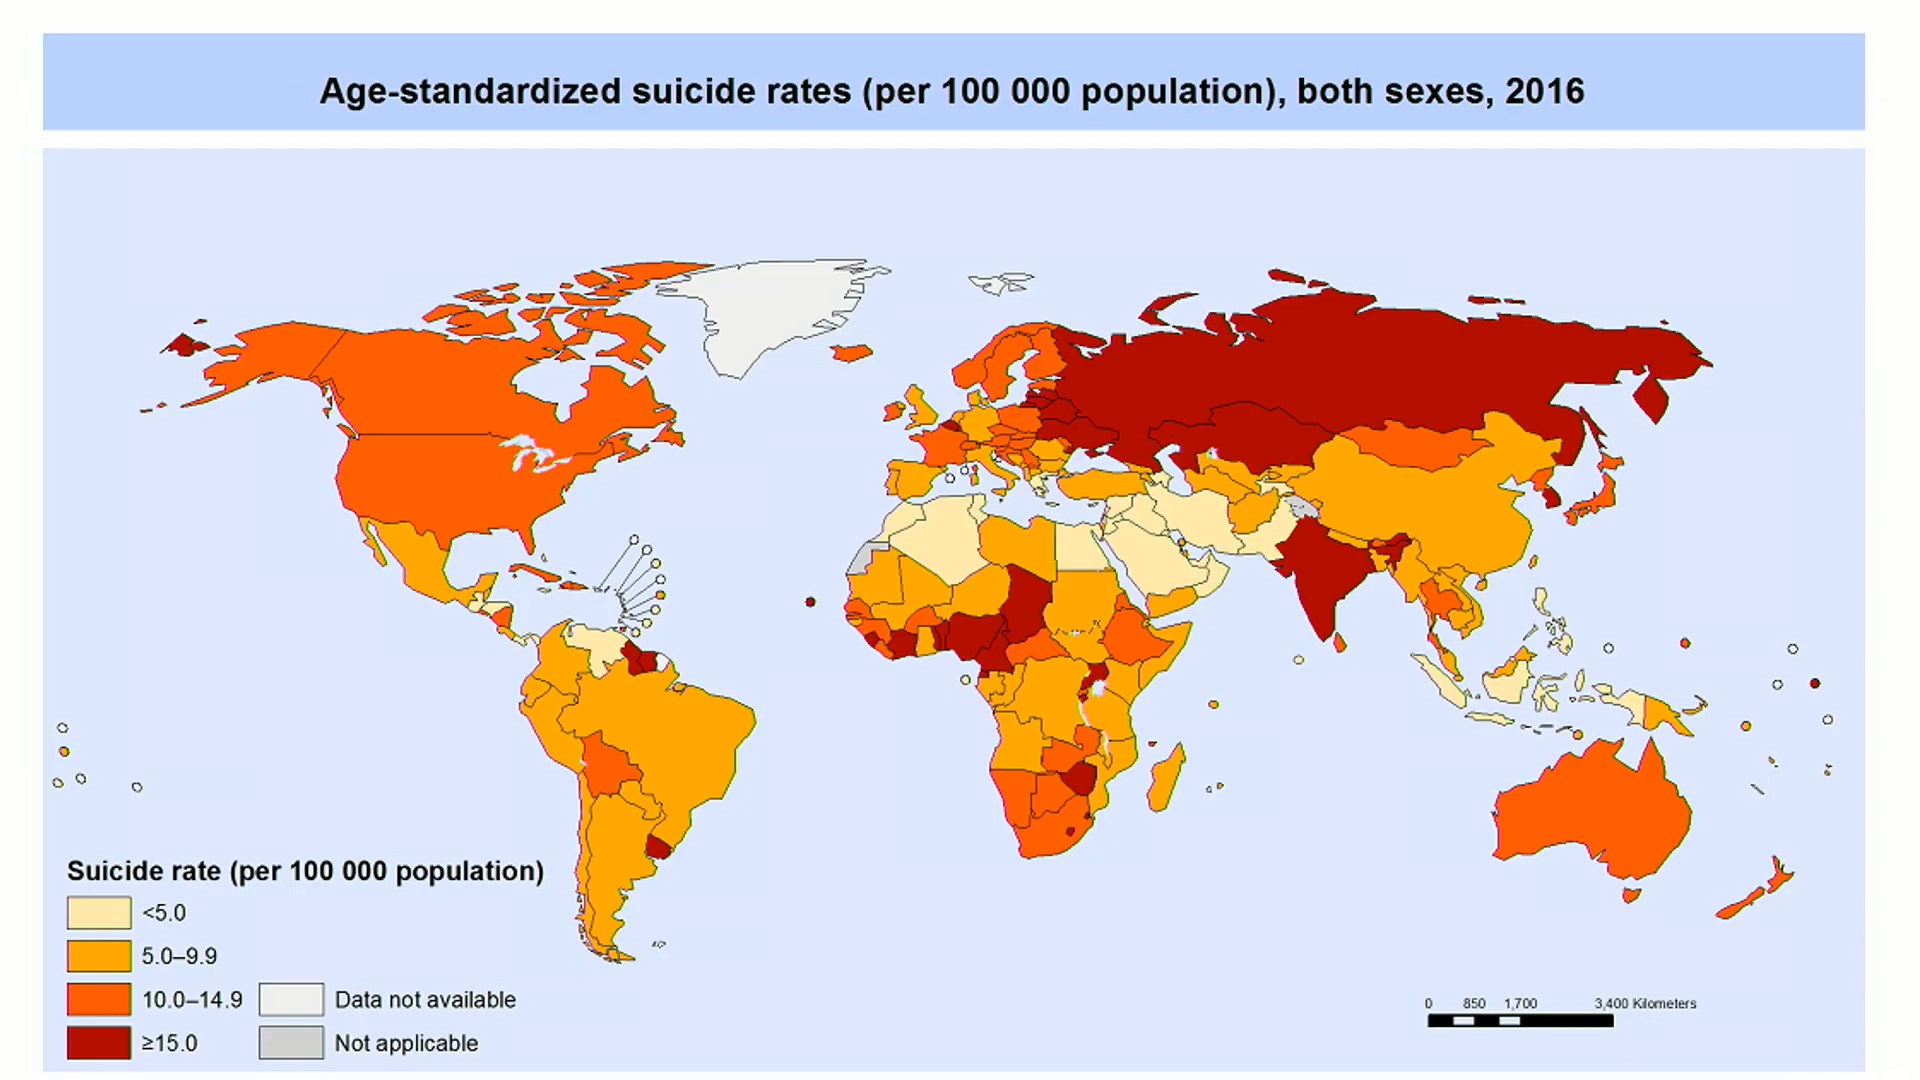 Age-standardized suicide rates (per 100 000 population), both sexes, 2016
Suicide rate (per 100 000 population)
<5.0
5.0–9.9
10.0–14.9
≥15.0
Data not available
Not applicable
0 850 1,700 3,400 Kilometers